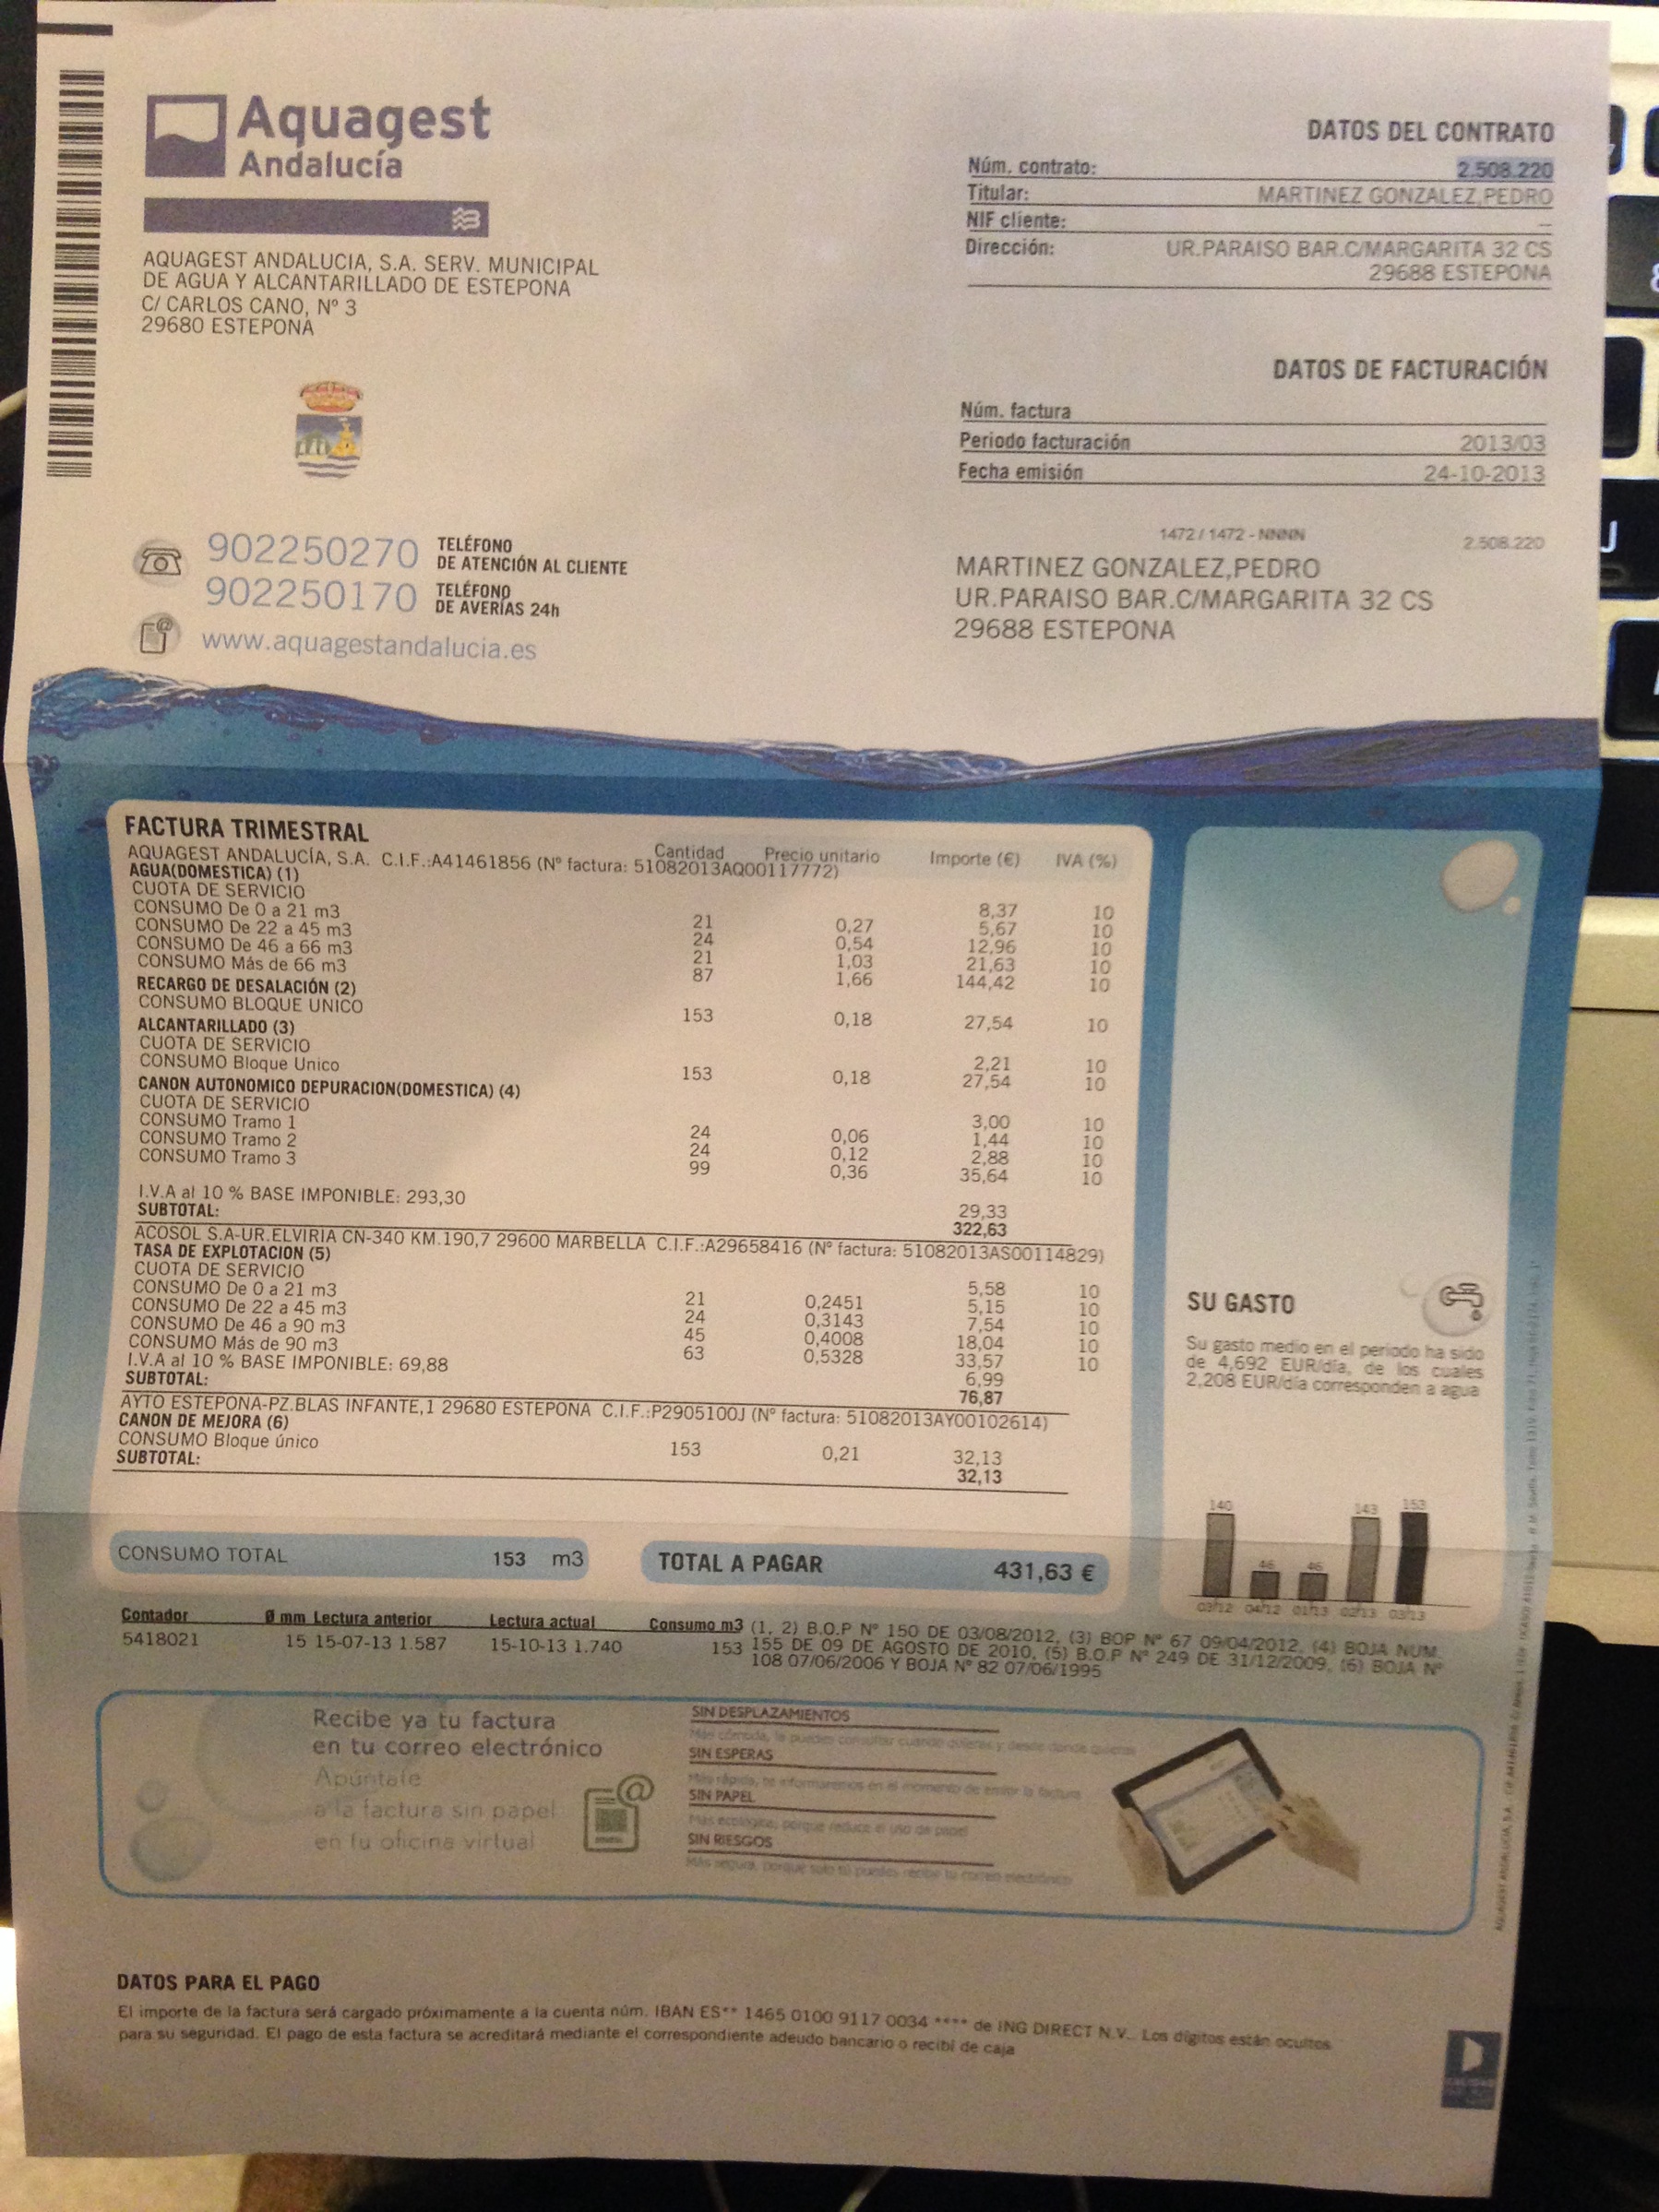 Aquagest
Andalucía
AQUAGEST ANDALUCIA, S.A. SERV. MUNICIPAL
DE AGUA Y ALCANTARILLADO DE ESTEPONA
C/ CARLOS CANO, Nº 3
29680 ESTEPONA
DATOS DEL CONTRATO
Núm. contrato: 2.508.220
Titular: MARTINEZ GONZALEZ,PEDRO
NIF cliente: --
Dirección: UR.PARAISO BAR.C/MARGARITA 32 CS
29688 ESTEPONA
DATOS DE FACTURACIÓN
Núm. factura
Periodo facturación 2013/03
Fecha emisión 24-10-2013
902250270 TELÉFONO
DE ATENCIÓN AL CLIENTE
902250170 TELÉFONO
DE AVERÍAS 24h
www.aquagestandalucia.es
1472 / 1472 - NNNN 2.508.220
MARTINEZ GONZALEZ,PEDRO
UR.PARAISO BAR.C/MARGARITA 32 CS
29688 ESTEPONA
FACTURA TRIMESTRAL
Cantidad Precio unitario Importe (€) IVA (%)
AQUAGEST ANDALUCÍA, S.A. C.I.F.:A41461856 (Nº factura: 51082013AQ00117772)
AGUA(DOMESTICA) (1)
CUOTA DE SERVICIO 8,37 10
CONSUMO De 0 a 21 m3 21 0,27 5,67 10
CONSUMO De 22 a 45 m3 24 0,54 12,96 10
CONSUMO De 46 a 66 m3 21 1,03 21,63 10
CONSUMO Más de 66 m3 87 1,66 144,42 10
RECARGO DE DESALACIÓN (2)
CONSUMO BLOQUE UNICO 153 0,18 27,54 10
ALCANTARILLADO (3)
CUOTA DE SERVICIO 2,21 10
CONSUMO Bloque Unico 153 0,18 27,54 10
CANON AUTONOMICO DEPURACION(DOMESTICA) (4)
CUOTA DE SERVICIO 3,00 10
CONSUMO Tramo 1 24 0,06 1,44 10
CONSUMO Tramo 2 24 0,12 2,88 10
CONSUMO Tramo 3 99 0,36 35,64 10
I.V.A al 10 % BASE IMPONIBLE: 293,30 29,33
SUBTOTAL: 322,63
ACOSOL S.A-UR.ELVIRIA CN-340 KM.190,7 29600 MARBELLA C.I.F.:A29658416 (Nº factura: 51082013AS00114829)
TASA DE EXPLOTACION (5)
CUOTA DE SERVICIO 5,58 10
CONSUMO De 0 a 21 m3 21 0,2451 5,15 10
CONSUMO De 22 a 45 m3 24 0,3143 7,54 10
CONSUMO De 46 a 90 m3 45 0,4008 18,04 10
CONSUMO Más de 90 m3 63 0,5328 33,57 10
I.V.A al 10 % BASE IMPONIBLE: 69,88 6,99
SUBTOTAL: 76,87
AYTO ESTEPONA-PZ.BLAS INFANTE,1 29680 ESTEPONA C.I.F.:P2905100J (Nº factura: 51082013AY00102614)
CANON DE MEJORA (6)
CONSUMO Bloque único 153 0,21 32,13
SUBTOTAL: 32,13
CONSUMO TOTAL 153 m3 TOTAL A PAGAR 431,63 €
SU GASTO
Su gasto medio en el periodo ha sido
de 4,692 EUR/día, de los cuales
2,208 EUR/día corresponden a agua
140 46 46 143 153
03/12 04/12 01/13 02/13 03/13
Contador Ø mm Lectura anterior Lectura actual Consumo m3
5418021 15 15-07-13 1.587 15-10-13 1.740 153
(1, 2) B.O.P Nº 150 DE 03/08/2012, (3) BOP Nº 67 09/04/2012, (4) BOJA NUM.
155 DE 09 DE AGOSTO DE 2010, (5) B.O.P Nº 249 DE 31/12/2009, (6) BOJA Nº
108 07/06/2006 Y BOJA Nº 82 07/06/1995
Recibe ya tu factura
en tu correo electrónico
Apúntate
a la factura sin papel
en tu oficina virtual
SIN DESPLAZAMIENTOS
Más cómoda, la puedes consultar cuando quieras y desde donde quieras
SIN ESPERAS
Más rápida, te informaremos en el momento de emitir la factura
SIN PAPEL
Más ecológica, porque reduce el uso de papel
SIN RIESGOS
Más segura, porque solo tú puedes recibir tu correo electrónico
DATOS PARA EL PAGO
El importe de la factura será cargado próximamente a la cuenta núm. IBAN ES** 1465 0100 9117 0034 **** de ING DIRECT N.V.. Los dígitos están ocultos
para su seguridad. El pago de esta factura se acreditará mediante el correspondiente adeudo bancario o recibí de caja